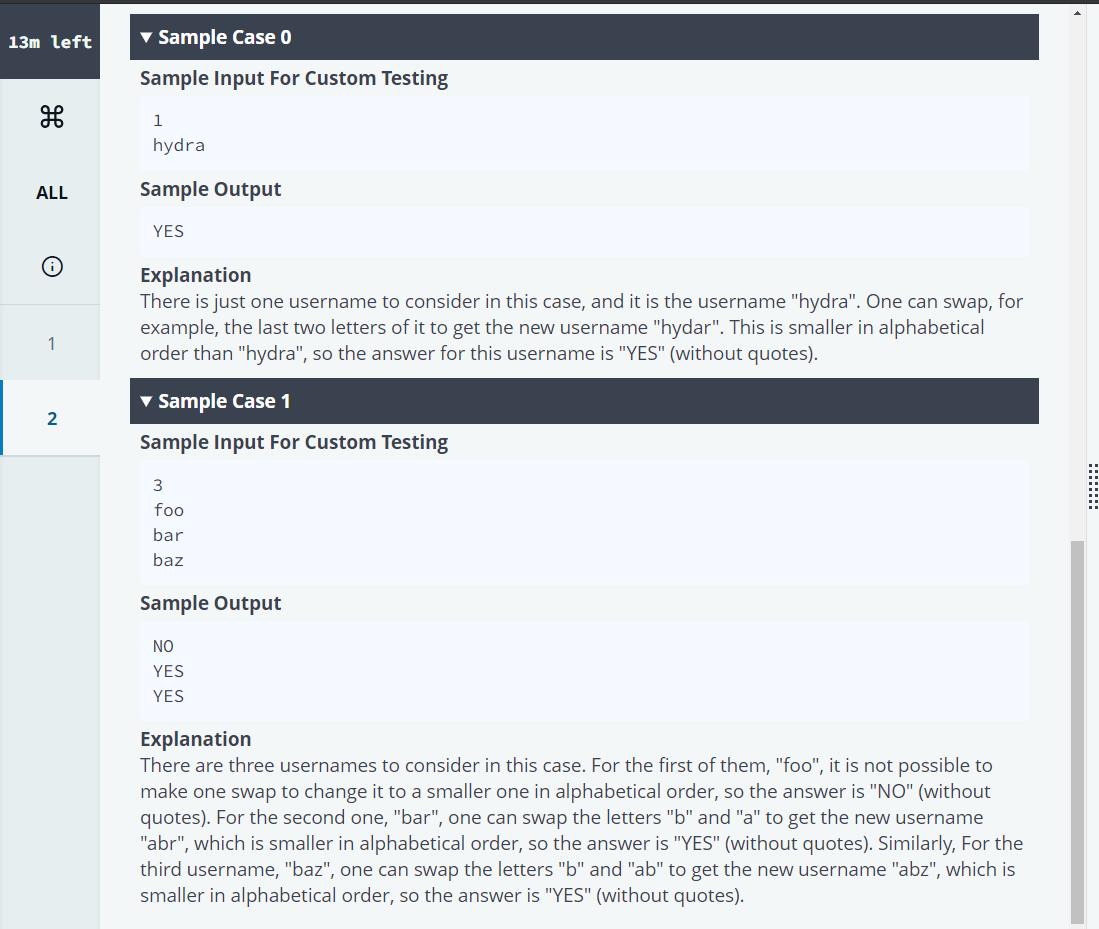 13m left
ALL
1
2
Sample Case 0
Sample Input For Custom Testing
1
hydra
Sample Output
YES
Explanation
There is just one username to consider in this case, and it is the username "hydra". One can swap, for
example, the last two letters of it to get the new username "hydar". This is smaller in alphabetical
order than "hydra", so the answer for this username is "YES" (without quotes).
Sample Case 1
Sample Input For Custom Testing
3
foo
bar
baz
Sample Output
NO
YES
YES
Explanation
There are three usernames to consider in this case. For the first of them, "foo", it is not possible to
make one swap to change it to a smaller one in alphabetical order, so the answer is "NO" (without
quotes). For the second one, "bar", one can swap the letters "b" and "a" to get the new username
"abr", which is smaller in alphabetical order, so the answer is "YES" (without quotes). Similarly, For the
third username, "baz", one can swap the letters "b" and "ab" to get the new username "abz", which is
smaller in alphabetical order, so the answer is "YES" (without quotes).